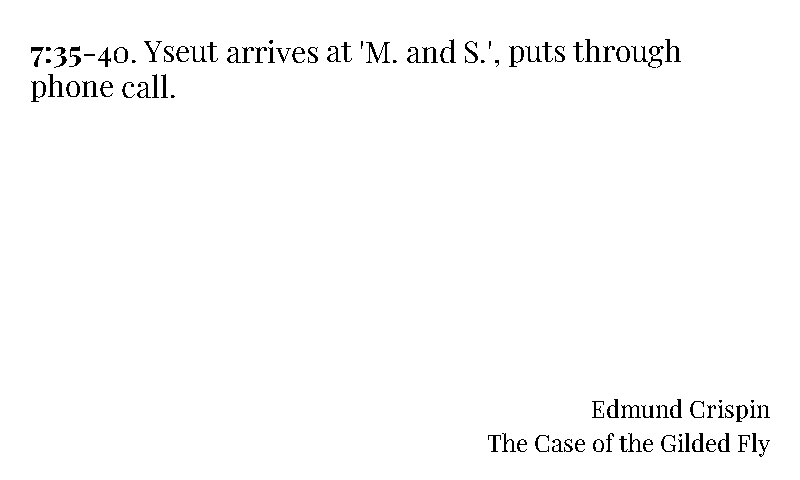 7:35-40. Yseut arrives at 'M. and S.', puts through
phone call.
Edmund Crispin
The Case of the Gilded Fly